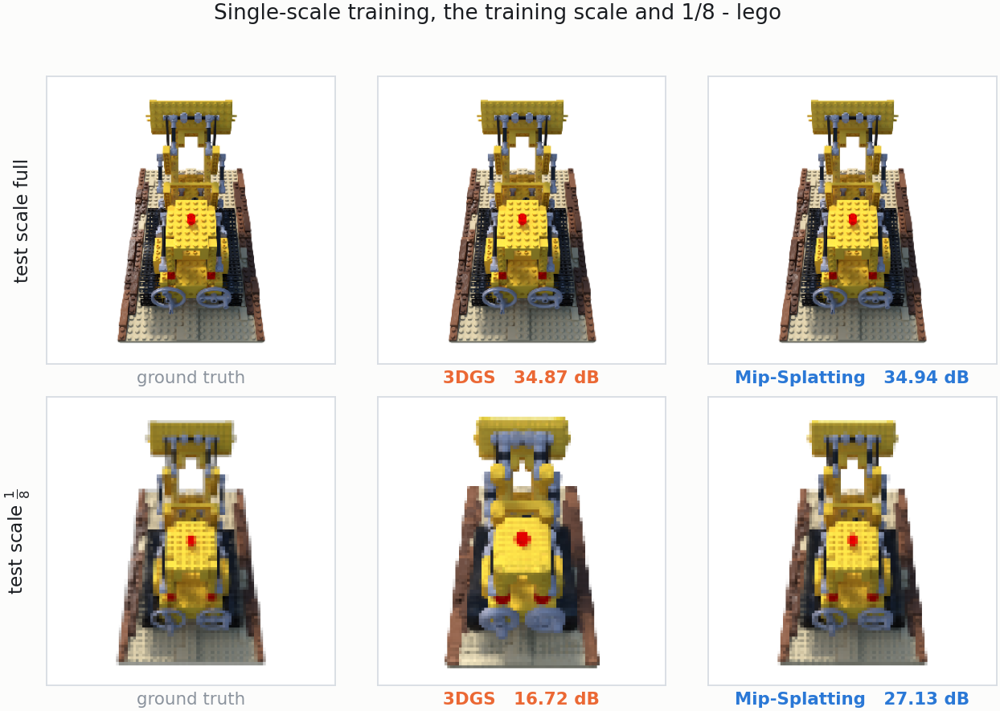 Single-scale training, the training scale and 1/8 - lego
test scale full
ground truth
3DGS 34.87 dB
Mip-Splatting 34.94 dB
test scale 1/8
ground truth
3DGS 16.72 dB
Mip-Splatting 27.13 dB